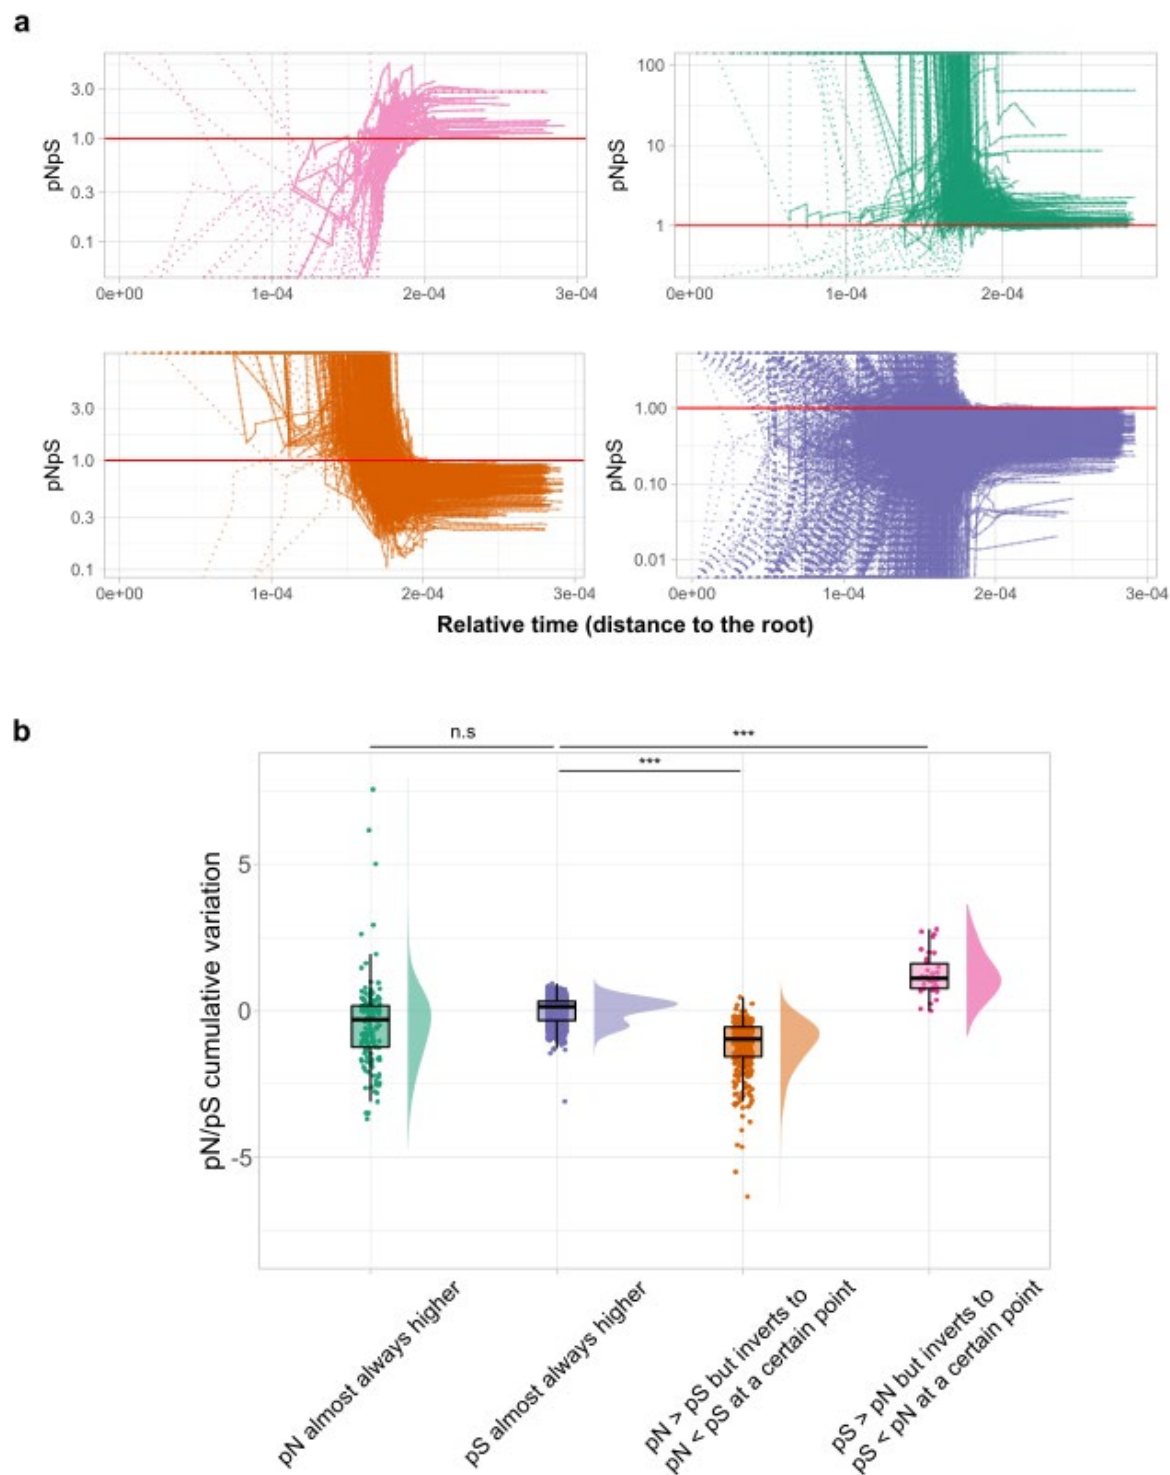 a
3.0
1.0
0.3
0.1
pNpS
0e+00 1e-04 2e-04 3e-04
100
10
1
pNpS
0e+00 1e-04 2e-04
3.0
1.0
0.3
0.1
pNpS
0e+00 1e-04 2e-04 3e-04
1.00
0.10
0.01
pNpS
0e+00 1e-04 2e-04 3e-04
Relative time (distance to the root)
b
n.s
***
***
pN/pS cumulative variation
5
0
-5
pN almost always higher
pS almost always higher
pN > pS but inverts to
pN < pS at a certain point
pS > pN but inverts to
pS < pN at a certain point